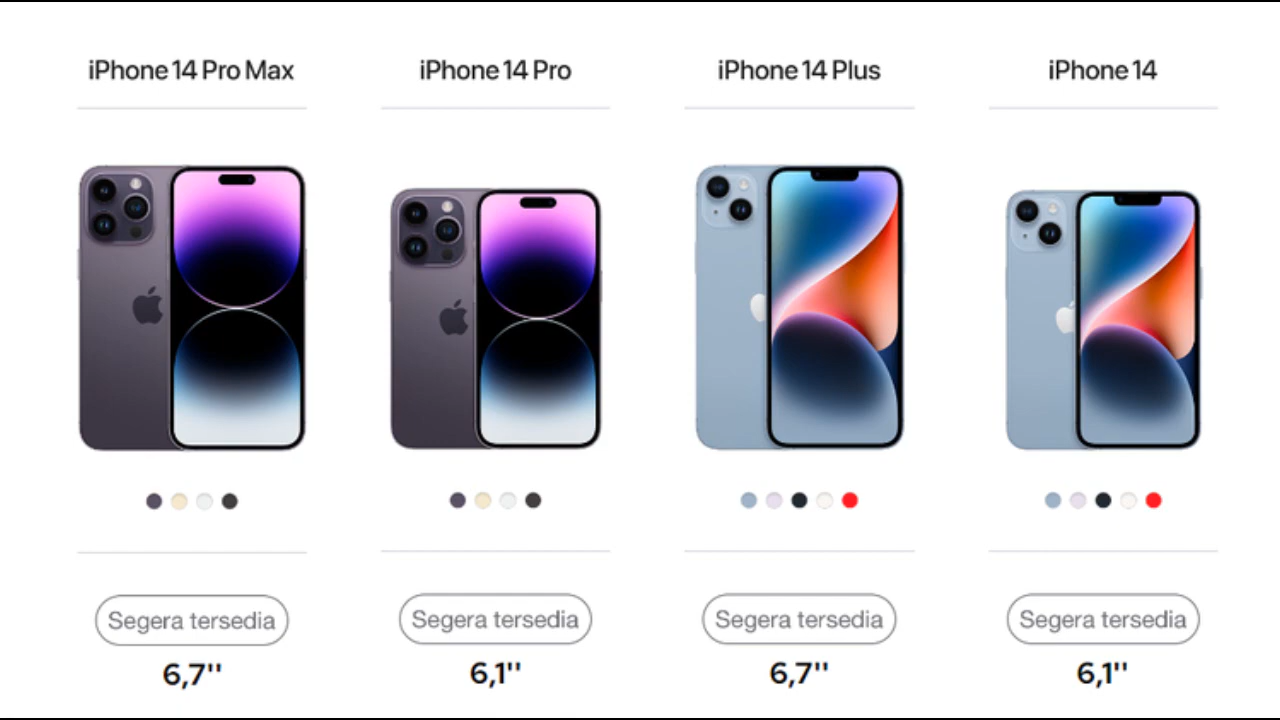 iPhone 14 Pro Max
iPhone 14 Pro
iPhone 14 Plus
iPhone 14
Segera tersedia
Segera tersedia
Segera tersedia
Segera tersedia
6,7''
6,1''
6,7''
6,1''